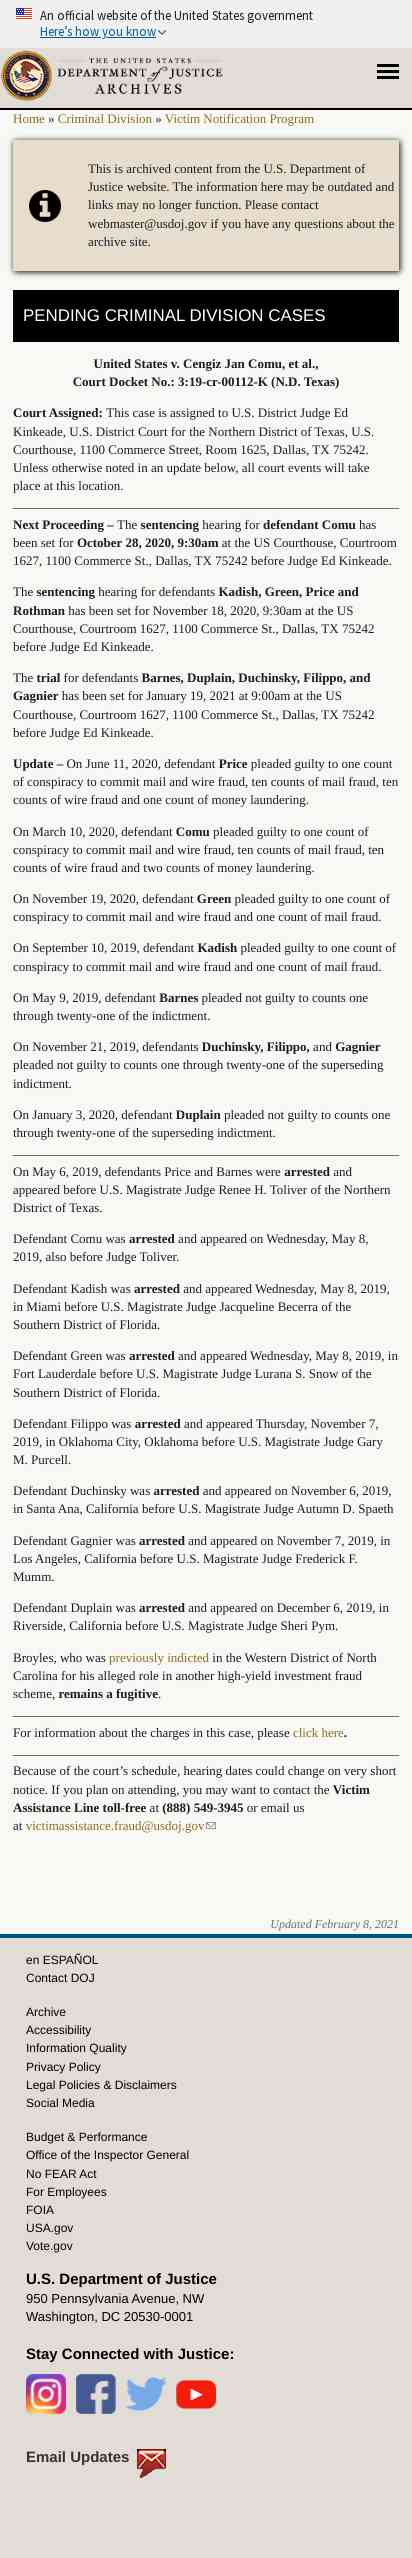 An official website of the United States government
Here's how you know
THE UNITED STATES
DEPARTMENT of JUSTICE
ARCHIVES
Home » Criminal Division » Victim Notification Program
This is archived content from the U.S. Department of
Justice website. The information here may be outdated and
links may no longer function. Please contact
webmaster@usdoj.gov if you have any questions about the
archive site.
PENDING CRIMINAL DIVISION CASES
United States v. Cengiz Jan Comu, et al.,
Court Docket No.: 3:19-cr-00112-K (N.D. Texas)
Court Assigned: This case is assigned to U.S. District Judge Ed
Kinkeade, U.S. District Court for the Northern District of Texas, U.S.
Courthouse, 1100 Commerce Street, Room 1625, Dallas, TX 75242.
Unless otherwise noted in an update below, all court events will take
place at this location.
Next Proceeding – The sentencing hearing for defendant Comu has
been set for October 28, 2020, 9:30am at the US Courthouse, Courtroom
1627, 1100 Commerce St., Dallas, TX 75242 before Judge Ed Kinkeade.
The sentencing hearing for defendants Kadish, Green, Price and
Rothman has been set for November 18, 2020, 9:30am at the US
Courthouse, Courtroom 1627, 1100 Commerce St., Dallas, TX 75242
before Judge Ed Kinkeade.
The trial for defendants Barnes, Duplain, Duchinsky, Filippo, and
Gagnier has been set for January 19, 2021 at 9:00am at the US
Courthouse, Courtroom 1627, 1100 Commerce St., Dallas, TX 75242
before Judge Ed Kinkeade.
Update – On June 11, 2020, defendant Price pleaded guilty to one count
of conspiracy to commit mail and wire fraud, ten counts of mail fraud, ten
counts of wire fraud and one count of money laundering.
On March 10, 2020, defendant Comu pleaded guilty to one count of
conspiracy to commit mail and wire fraud, ten counts of mail fraud, ten
counts of wire fraud and two counts of money laundering.
On November 19, 2020, defendant Green pleaded guilty to one count of
conspiracy to commit mail and wire fraud and one count of mail fraud.
On September 10, 2019, defendant Kadish pleaded guilty to one count of
conspiracy to commit mail and wire fraud and one count of mail fraud.
On May 9, 2019, defendant Barnes pleaded not guilty to counts one
through twenty-one of the indictment.
On November 21, 2019, defendants Duchinsky, Filippo, and Gagnier
pleaded not guilty to counts one through twenty-one of the superseding
indictment.
On January 3, 2020, defendant Duplain pleaded not guilty to counts one
through twenty-one of the superseding indictment.
On May 6, 2019, defendants Price and Barnes were arrested and
appeared before U.S. Magistrate Judge Renee H. Toliver of the Northern
District of Texas.
Defendant Comu was arrested and appeared on Wednesday, May 8,
2019, also before Judge Toliver.
Defendant Kadish was arrested and appeared Wednesday, May 8, 2019,
in Miami before U.S. Magistrate Judge Jacqueline Becerra of the
Southern District of Florida.
Defendant Green was arrested and appeared Wednesday, May 8, 2019, in
Fort Lauderdale before U.S. Magistrate Judge Lurana S. Snow of the
Southern District of Florida.
Defendant Filippo was arrested and appeared Thursday, November 7,
2019, in Oklahoma City, Oklahoma before U.S. Magistrate Judge Gary
M. Purcell.
Defendant Duchinsky was arrested and appeared on November 6, 2019,
in Santa Ana, California before U.S. Magistrate Judge Autumn D. Spaeth
Defendant Gagnier was arrested and appeared on November 7, 2019, in
Los Angeles, California before U.S. Magistrate Judge Frederick F.
Mumm.
Defendant Duplain was arrested and appeared on December 6, 2019, in
Riverside, California before U.S. Magistrate Judge Sheri Pym.
Broyles, who was previously indicted in the Western District of North
Carolina for his alleged role in another high-yield investment fraud
scheme, remains a fugitive.
For information about the charges in this case, please click here.
Because of the court's schedule, hearing dates could change on very short
notice. If you plan on attending, you may want to contact the Victim
Assistance Line toll-free at (888) 549-3945 or email us
at victimassistance.fraud@usdoj.gov
Updated February 8, 2021
en ESPAÑOL
Contact DOJ
Archive
Accessibility
Information Quality
Privacy Policy
Legal Policies & Disclaimers
Social Media
Budget & Performance
Office of the Inspector General
No FEAR Act
For Employees
FOIA
USA.gov
Vote.gov
U.S. Department of Justice
950 Pennsylvania Avenue, NW
Washington, DC 20530-0001
Stay Connected with Justice:
Email Updates